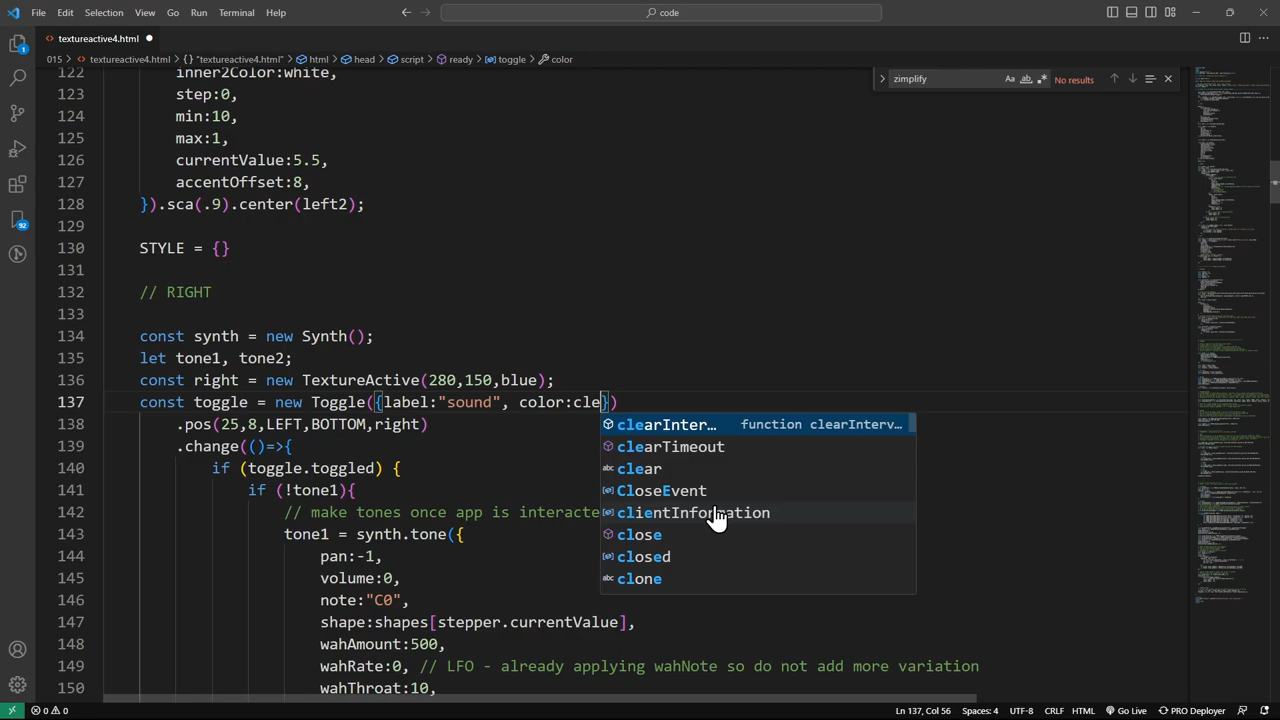 File Edit Selection View Go Run Terminal Help
code
textureactive4.html
015 > textureactive4.html > {} "textureactive4.html" > html > head > script > ready > toggle > color
zimplify
Aa ab .* No results
122 inner2Color:white,
123 step:0,
124 min:10,
125 max:1,
126 currentValue:5.5,
127 accentOffset:8,
128 }).sca(.9).center(left2);
129
130 STYLE = {}
131
132 // RIGHT
133
134 const synth = new Synth();
135 let tone1, tone2;
136 const right = new TextureActive(280,150,blue);
137 const toggle = new Toggle({label:"sound", color:cle})
138 .pos(25,8,LEFT,BOTTOM,right)
139 .change(()=>{
140 if (toggle.toggled) {
141 if (!tone1){
142 // make tones once app is interacte
143 tone1 = synth.tone({
144 pan:-1,
145 volume:0,
146 note:"C0",
147 shape:shapes[stepper.currentValue],
148 wahAmount:500,
149 wahRate:0, // LFO - already applying wahNote so do not add more variation
150 wahThroat:10,
clearInter… function clearInterv…
clearTimeout
abc clear
CloseEvent
clientInformation
close
closed
abc clone
1
92
0 0 0
Ln 137, Col 56 Spaces: 4 UTF-8 CRLF HTML Go Live PRO Deployer